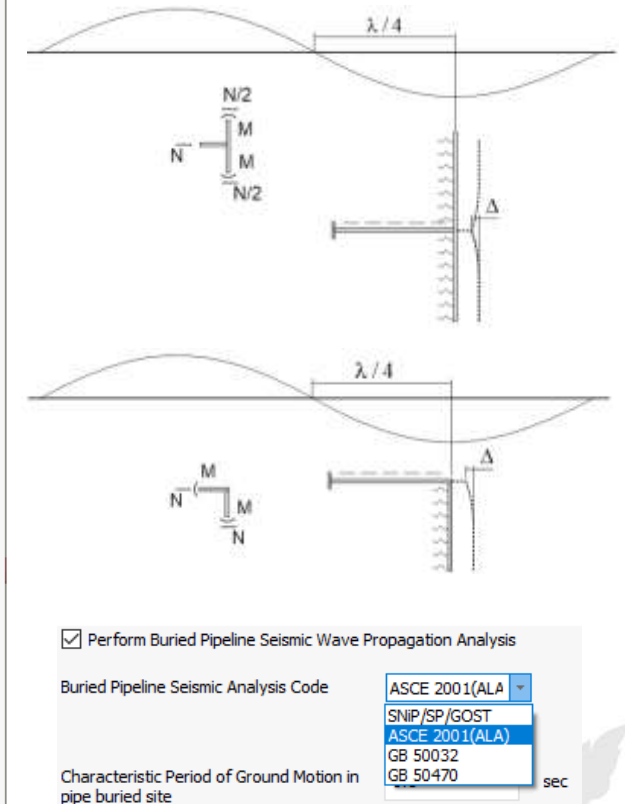 λ/4
N/2
M
N
M
N/2
Δ
λ/4
M
N
M
N
Δ
Perform Buried Pipeline Seismic Wave Propagation Analysis
Buried Pipeline Seismic Analysis Code
ASCE 2001(ALA
SNiP/SP/GOST
ASCE 2001(ALA)
GB 50032
GB 50470
Characteristic Period of Ground Motion in
sec
pipe buried site